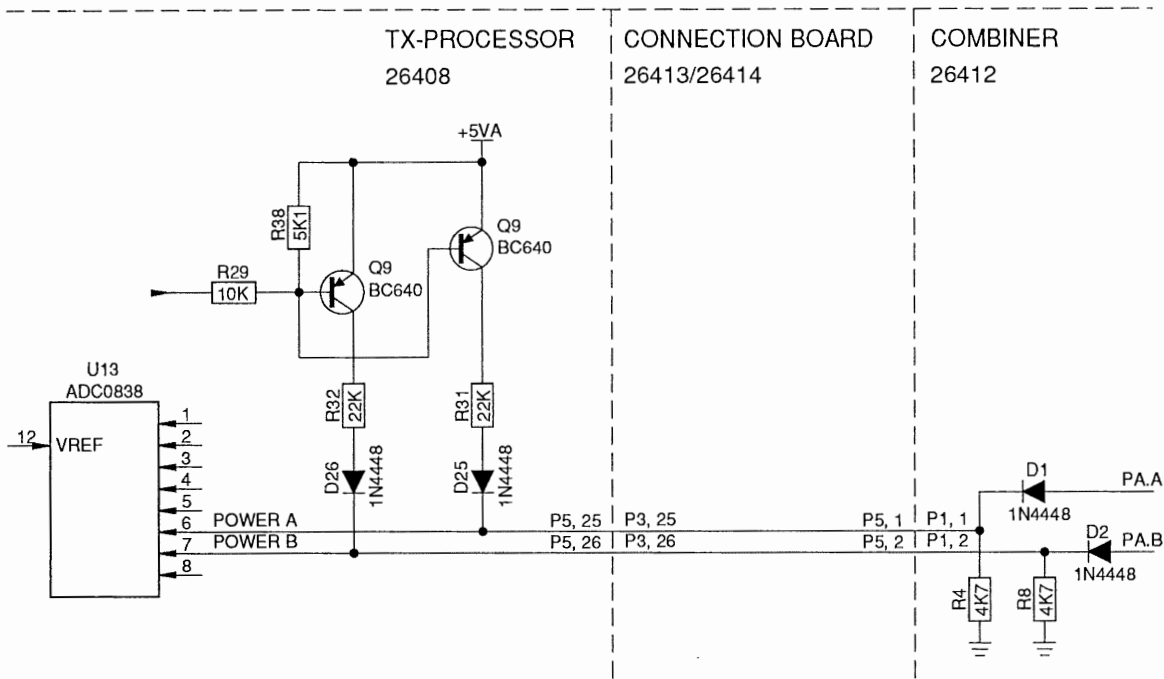 TX-PROCESSOR
26408
CONNECTION BOARD
26413/26414
COMBINER
26412
+5VA
R38
5K1
Q9
BC640
R29
10K
Q9
BC640
U13
ADC0838
12
VREF
1
2
3
4
5
6
7
8
R32
22K
R31
22K
D26
1N4448
D25
1N4448
D1
1N4448
PA.A
POWER A
P5, 25
P3, 25
P5, 1
P1, 1
POWER B
P5, 26
P3, 26
P5, 2
P1, 2
D2
1N4448
PA.B
R4
4K7
R8
4K7